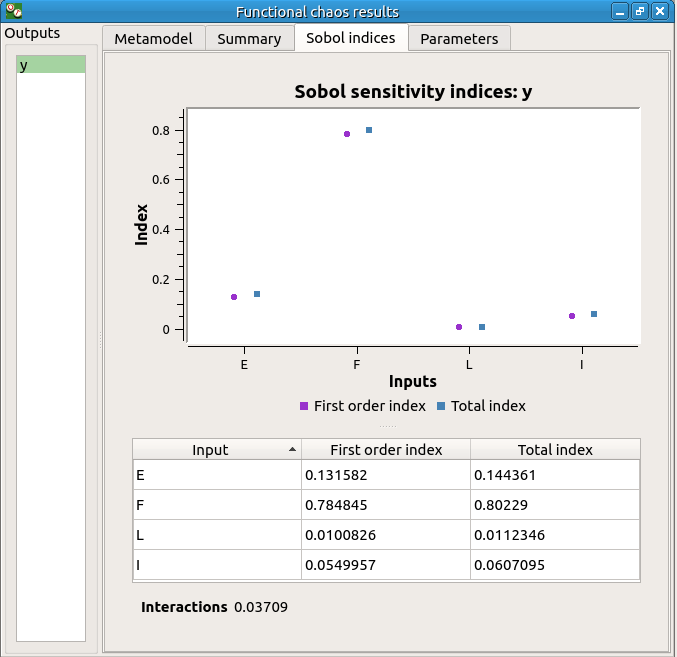 Functional chaos results
Outputs
y
Metamodel Summary Sobol indices Parameters
Sobol sensitivity indices: y
Index
0.8
0.6
0.4
0.2
0
E F L I
Inputs
First order index Total index
Input First order index Total index
E 0.131582 0.144361
F 0.784845 0.80229
L 0.0100826 0.0112346
I 0.0549957 0.0607095
Interactions 0.03709